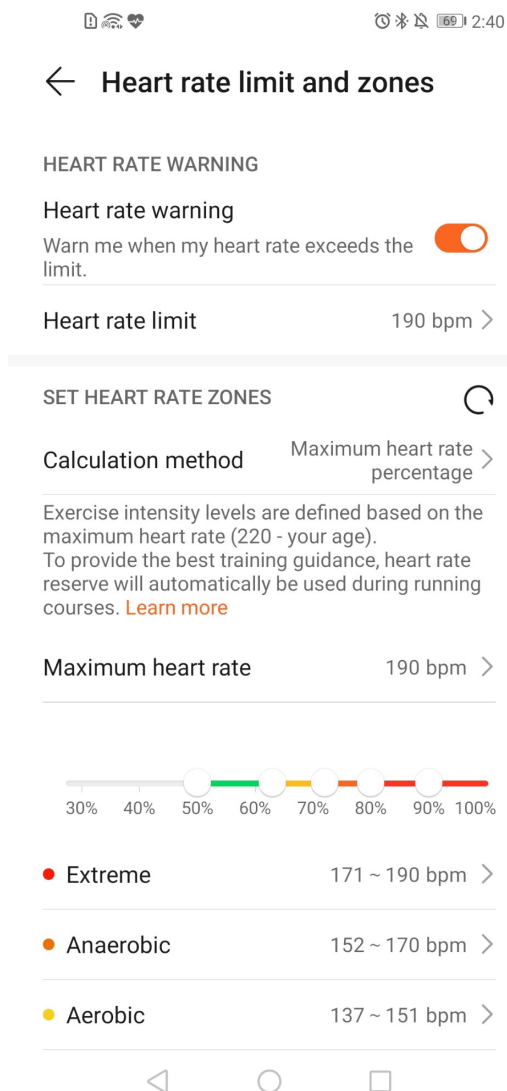 69 2:40
Heart rate limit and zones
HEART RATE WARNING
Heart rate warning
Warn me when my heart rate exceeds the
limit.
Heart rate limit 190 bpm
SET HEART RATE ZONES
Calculation method Maximum heart rate
percentage
Exercise intensity levels are defined based on the
maximum heart rate (220 - your age).
To provide the best training guidance, heart rate
reserve will automatically be used during running
courses. Learn more
Maximum heart rate 190 bpm
30% 40% 50% 60% 70% 80% 90% 100%
Extreme 171 ~ 190 bpm
Anaerobic 152 ~ 170 bpm
Aerobic 137 ~ 151 bpm